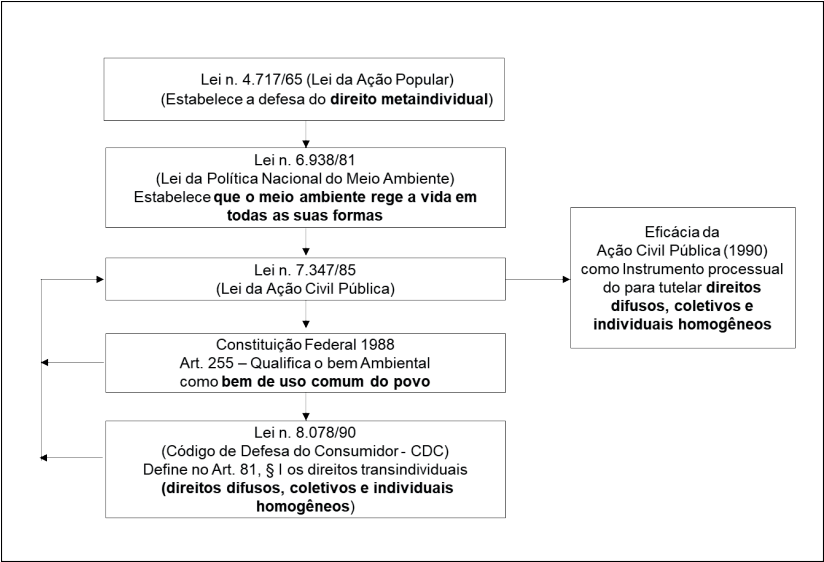 Lei n. 4.717/65 (Lei da Ação Popular)
(Estabelece a defesa do direito metaindividual)
Lei n. 6.938/81
(Lei da Política Nacional do Meio Ambiente)
Estabelece que o meio ambiente rege a vida em
todas as suas formas
Lei n. 7.347/85
(Lei da Ação Civil Pública)
Eficácia da
Ação Civil Pública (1990)
como Instrumento processual
do para tutelar direitos
difusos, coletivos e
individuais homogêneos
Constituição Federal 1988
Art. 255 – Qualifica o bem Ambiental
como bem de uso comum do povo
Lei n. 8.078/90
(Código de Defesa do Consumidor - CDC)
Define no Art. 81, § I os direitos transindividuais
(direitos difusos, coletivos e individuais
homogêneos)